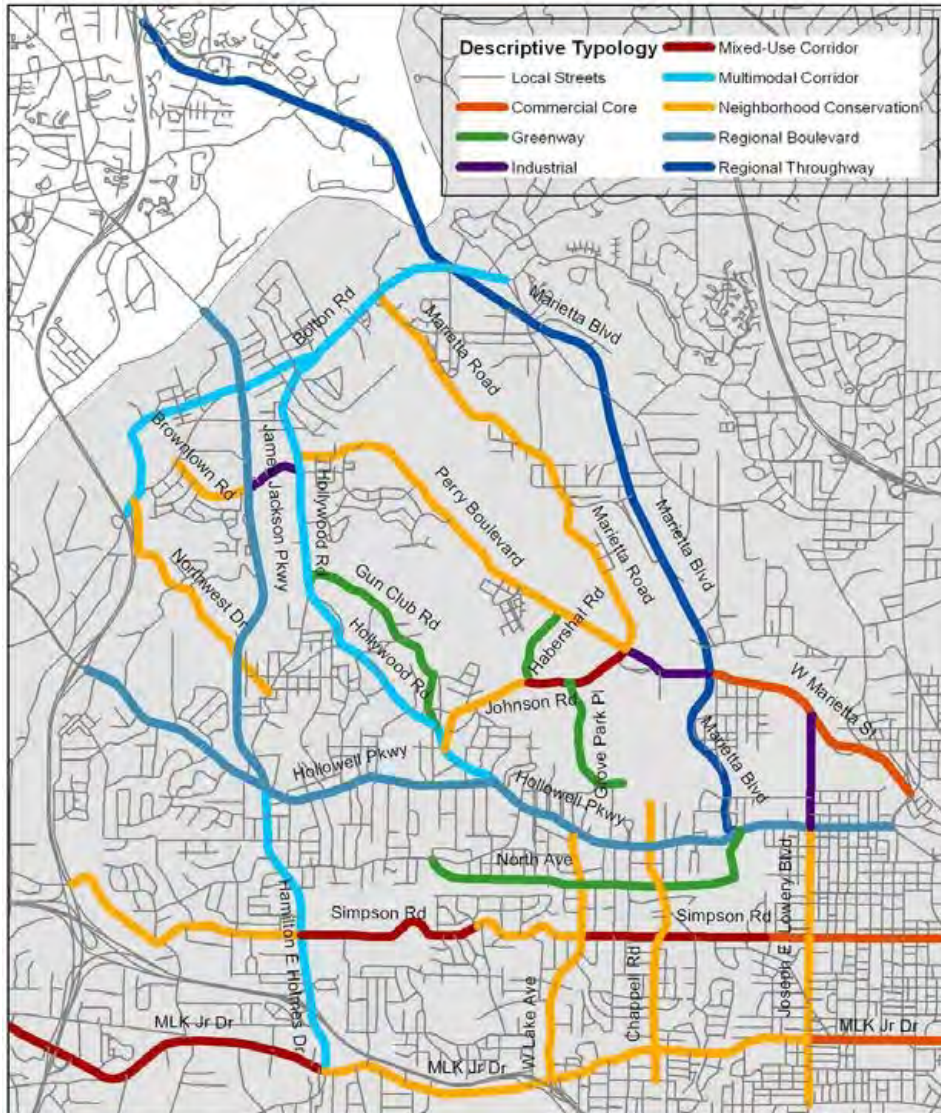 Descriptive Typology
Local Streets
Commercial Core
Greenway
Industrial
Mixed-Use Corridor
Multimodal Corridor
Neighborhood Conservation
Regional Boulevard
Regional Throughway
Bolton Rd
Marietta Blvd
Marietta Road
Browntown Rd
James Jackson Pkwy
Hollywood Rd
Perry Boulevard
Marietta Blvd
Marietta Road
Northwest Dr
Gun Club Rd
Habershal Rd
Hollywood Rd
Johnson Rd
W Marietta St
Grove Park Pl
Marietta Blvd
Hollowell Pkwy
Hollowell Pkwy
North Ave
Joseph E Lowery Blvd
Hamilton E Holmes Dr
Simpson Rd
Simpson Rd
W Lake Ave
Chappell Rd
MLK Jr Dr
MLK Jr Dr
MLK Jr Dr